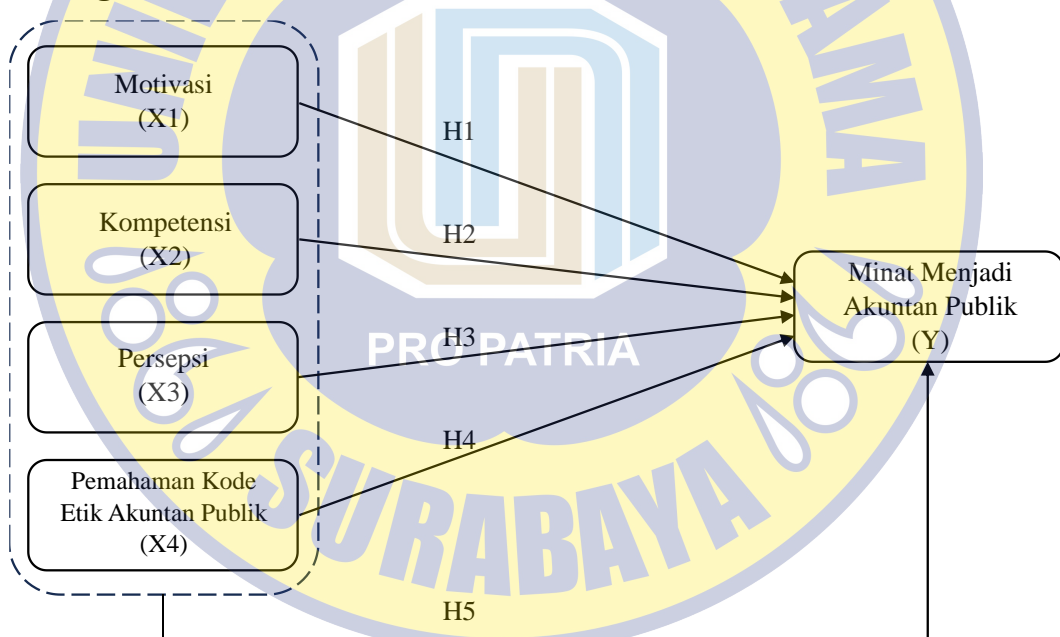 Motivasi
(X1)
H1
Kompetensi
(X2)
H2
Minat Menjadi
Akuntan Publik
(Y)
Persepsi
(X3)
H3
PRO PATRIA
Pemahaman Kode
Etik Akuntan Publik
(X4)
H4
SURABAYA
H5